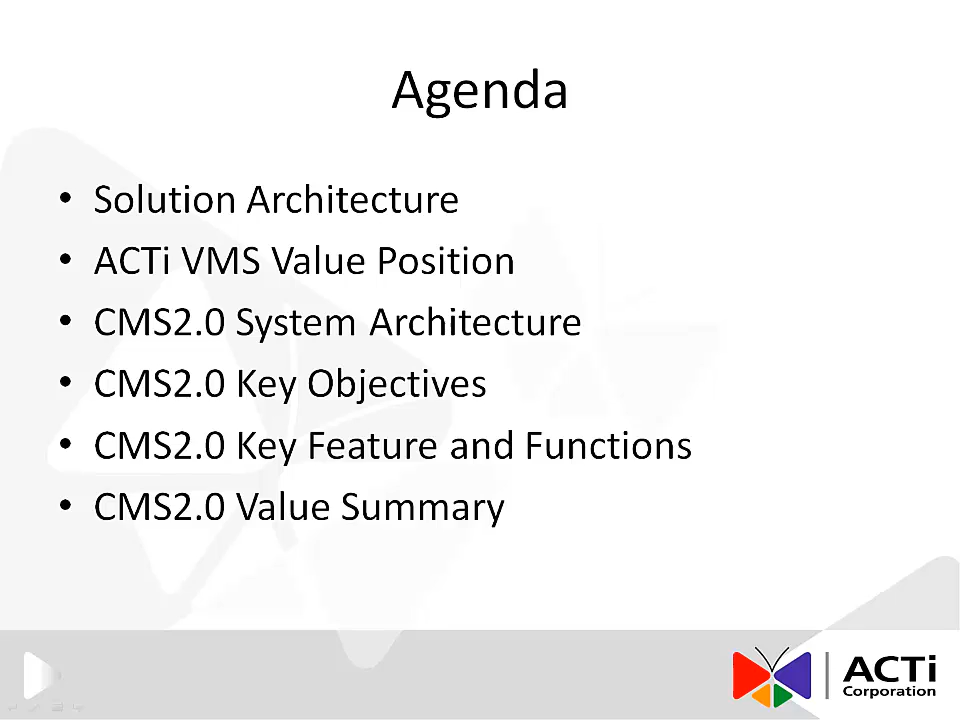 Agenda
• Solution Architecture
• ACTi VMS Value Position
• CMS2.0 System Architecture
• CMS2.0 Key Objectives
• CMS2.0 Key Feature and Functions
• CMS2.0 Value Summary
ACTi
Corporation